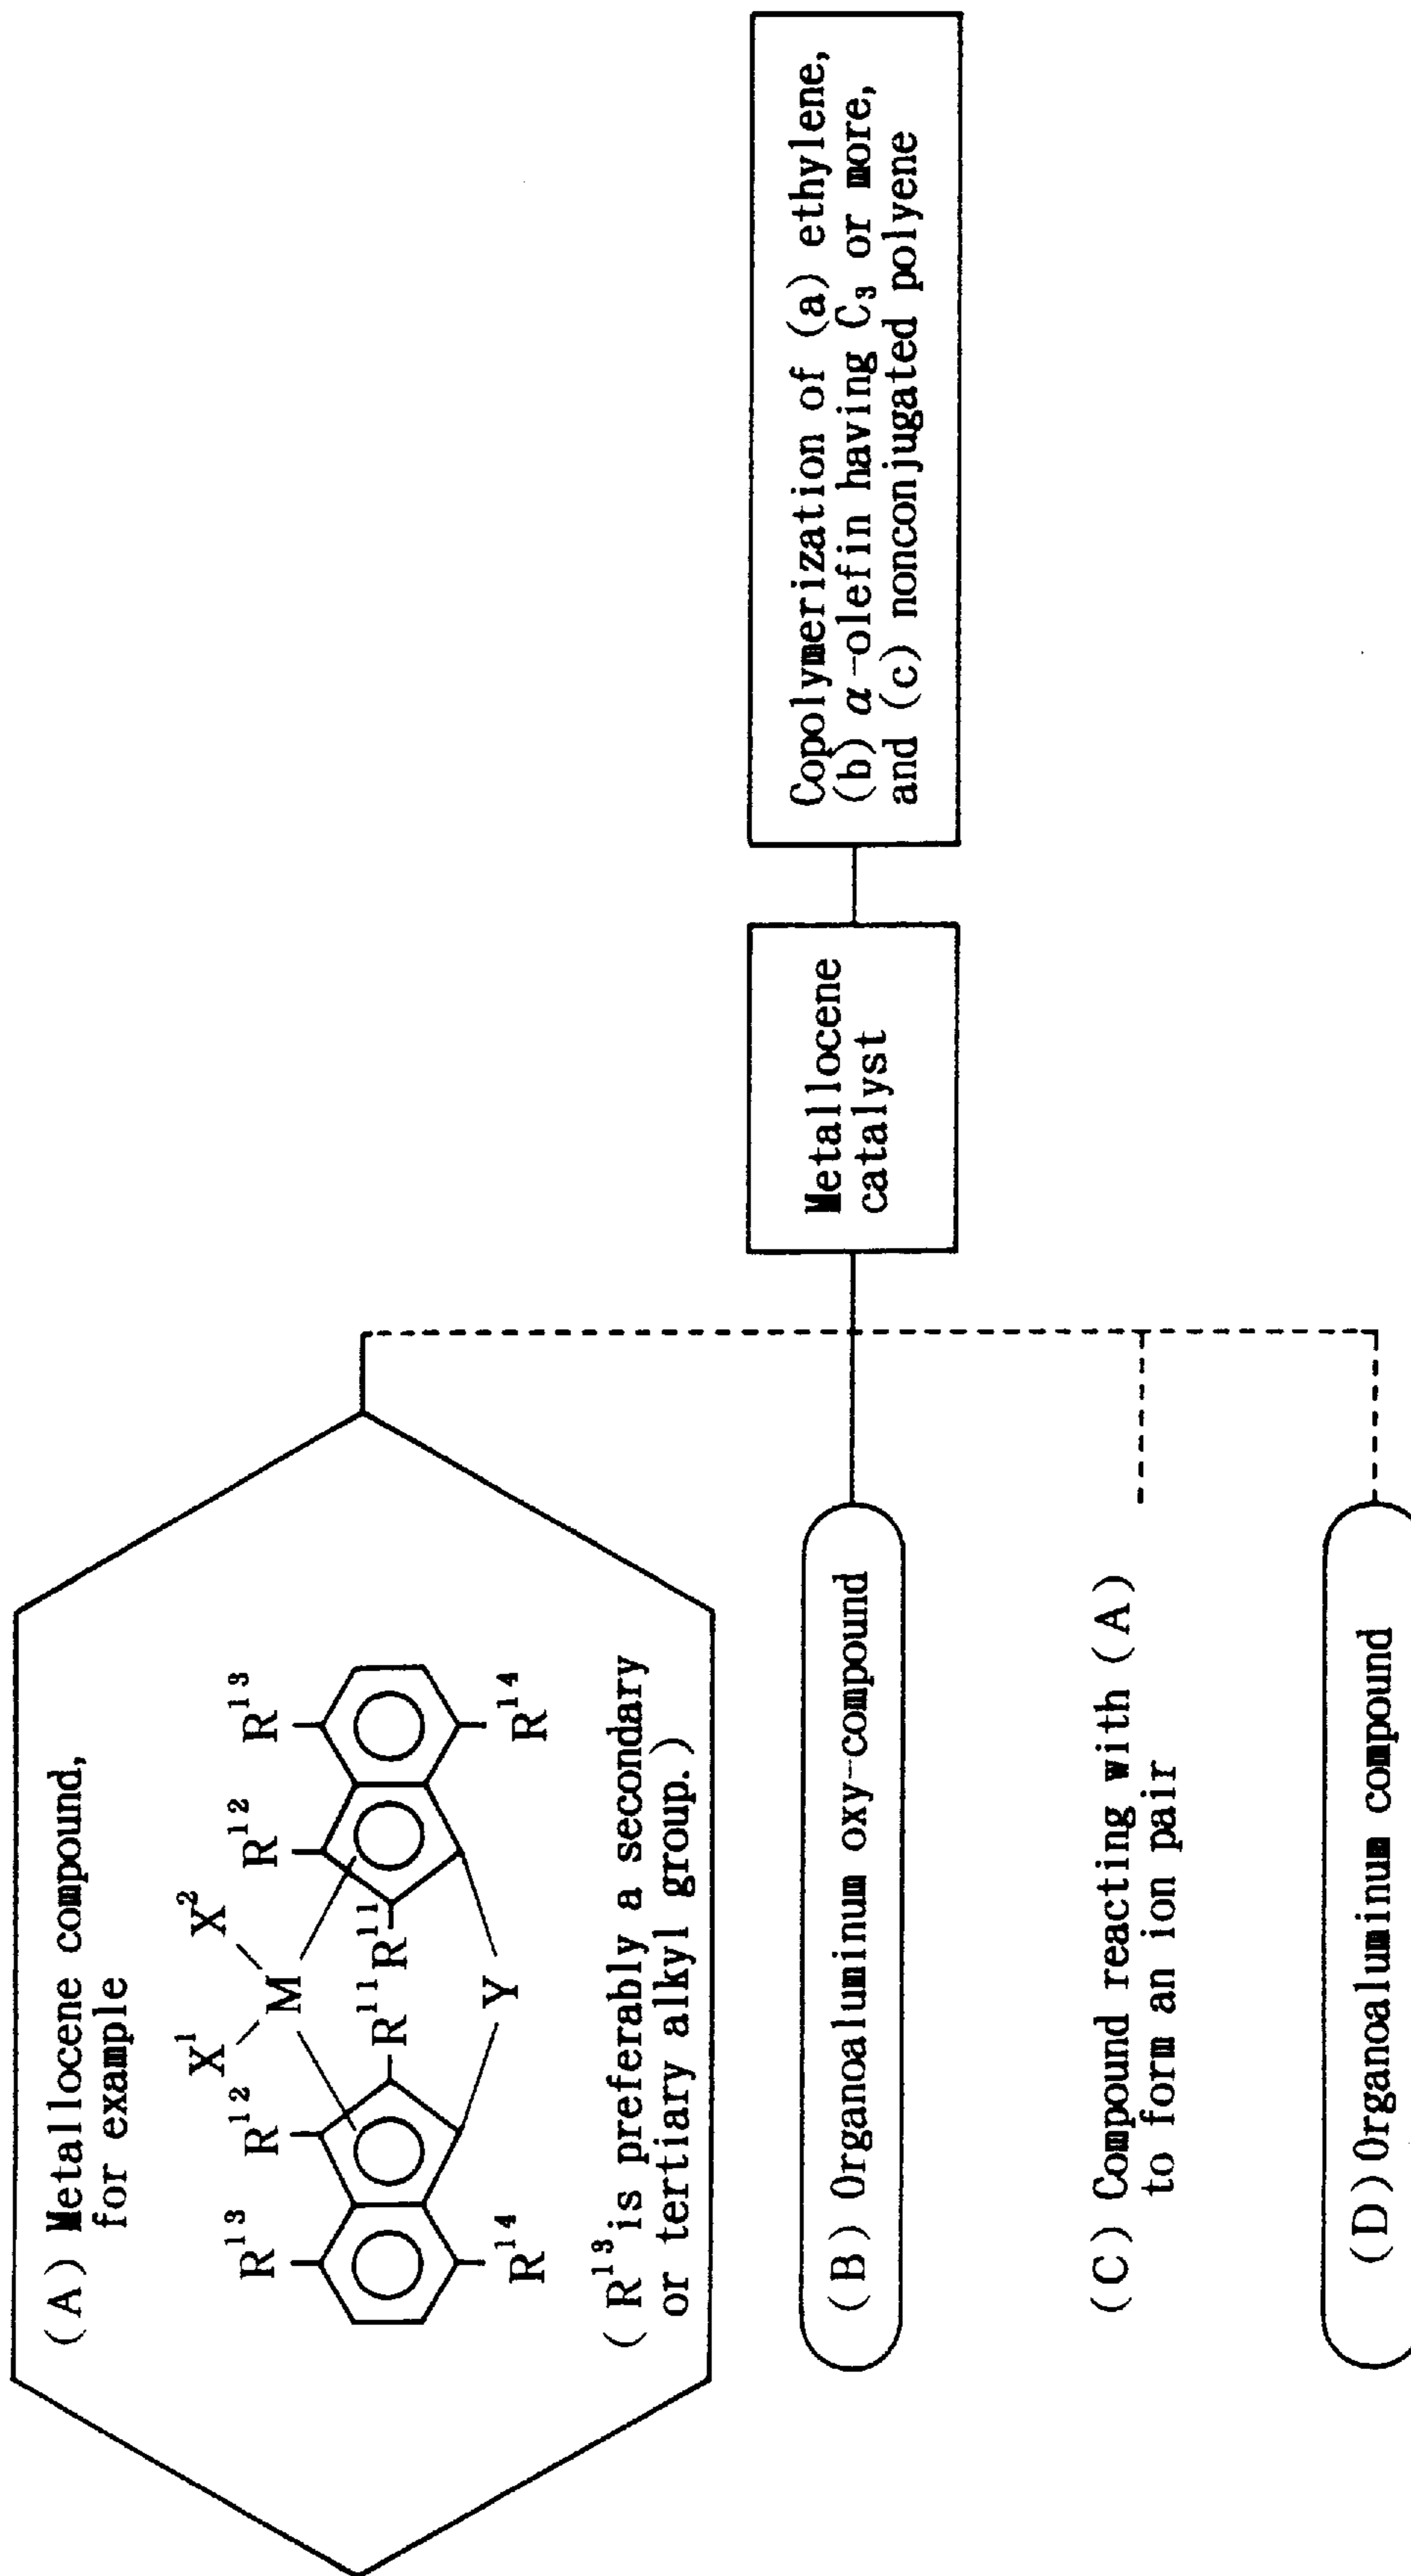 (A) Metallocene compound,
for example
X¹ X²
M
R¹³ R¹² R¹² R¹³
R¹¹ R¹¹
R¹⁴ Y R¹⁴
(R¹³ is preferably a secondary
or tertiary alkyl group.)
(B) Organoaluminum oxy-compound
(C) Compound reacting with (A)
to form an ion pair
(D) Organoaluminum compound
Metallocene
catalyst
Copolymerization of (a) ethylene,
(b) α-olefin having C₃ or more,
and (c) nonconjugated polyene